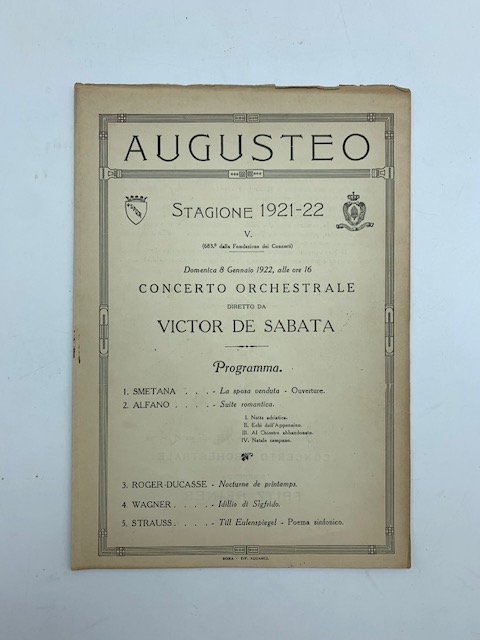 AUGUSTEO
STAGIONE 1921-22
V.
(683.º dalla Fondazione dei Concerti)
Domenica 8 Gennaio 1922, alle ore 16
CONCERTO ORCHESTRALE
DIRETTO DA
VICTOR DE SABATA
Programma.
1. SMETANA . . . - La sposa venduta - Ouverture.
2. ALFANO . . . . . - Suite romantica.
I. Notte adriatica.
II. Echi dell'Appennino.
III. Al Chiostro abbandonato.
IV. Natale campano.
3. ROGER-DUCASSE - Nocturne de printemps.
4. WAGNER . . . . - Idillio di Sigfrido.
5. STRAUSS . . . . - Till Eulenspiegel - Poema sinfonico.
ROMA - TIP.